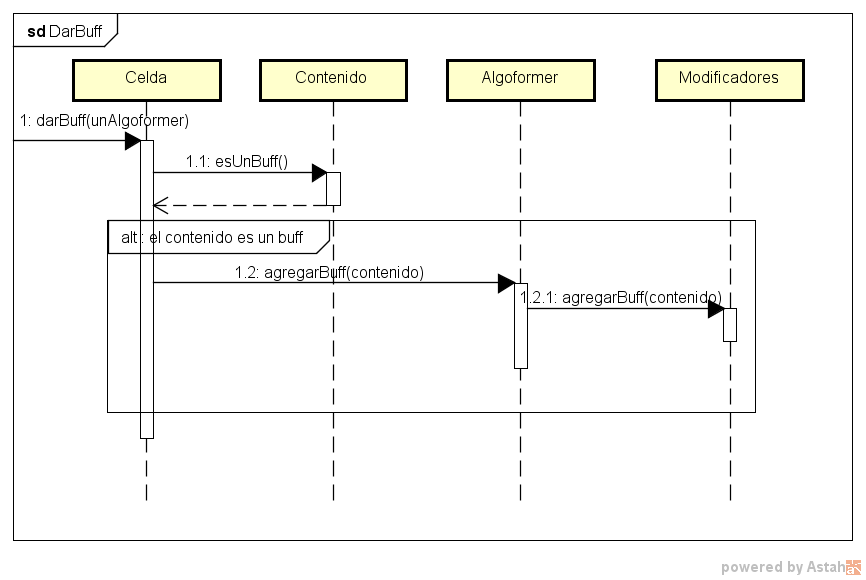 sd DarBuff
Celda
Contenido
Algoformer
Modificadores
1: darBuff(unAlgoformer)
1.1: esUnBuff()
alt : el contenido es un buff
1.2: agregarBuff(contenido)
1.2.1: agregarBuff(contenido)
powered by Astah